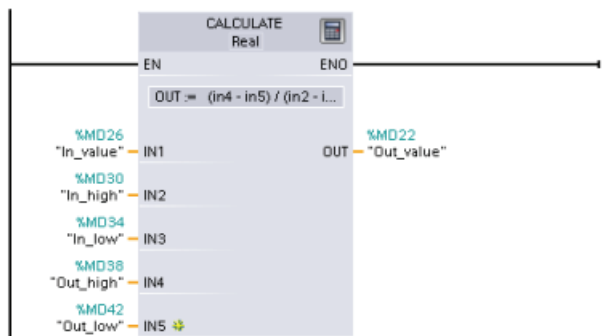 CALCULATE
Real
EN ENO
OUT := (in4 - in5) / (in2 - i...
%MD26 %MD22
"In_value" IN1 OUT "Out_value"
%MD30
"In_high" IN2
%MD34
"In_low" IN3
%MD38
"Out_high" IN4
%MD42
"Out_low" IN5